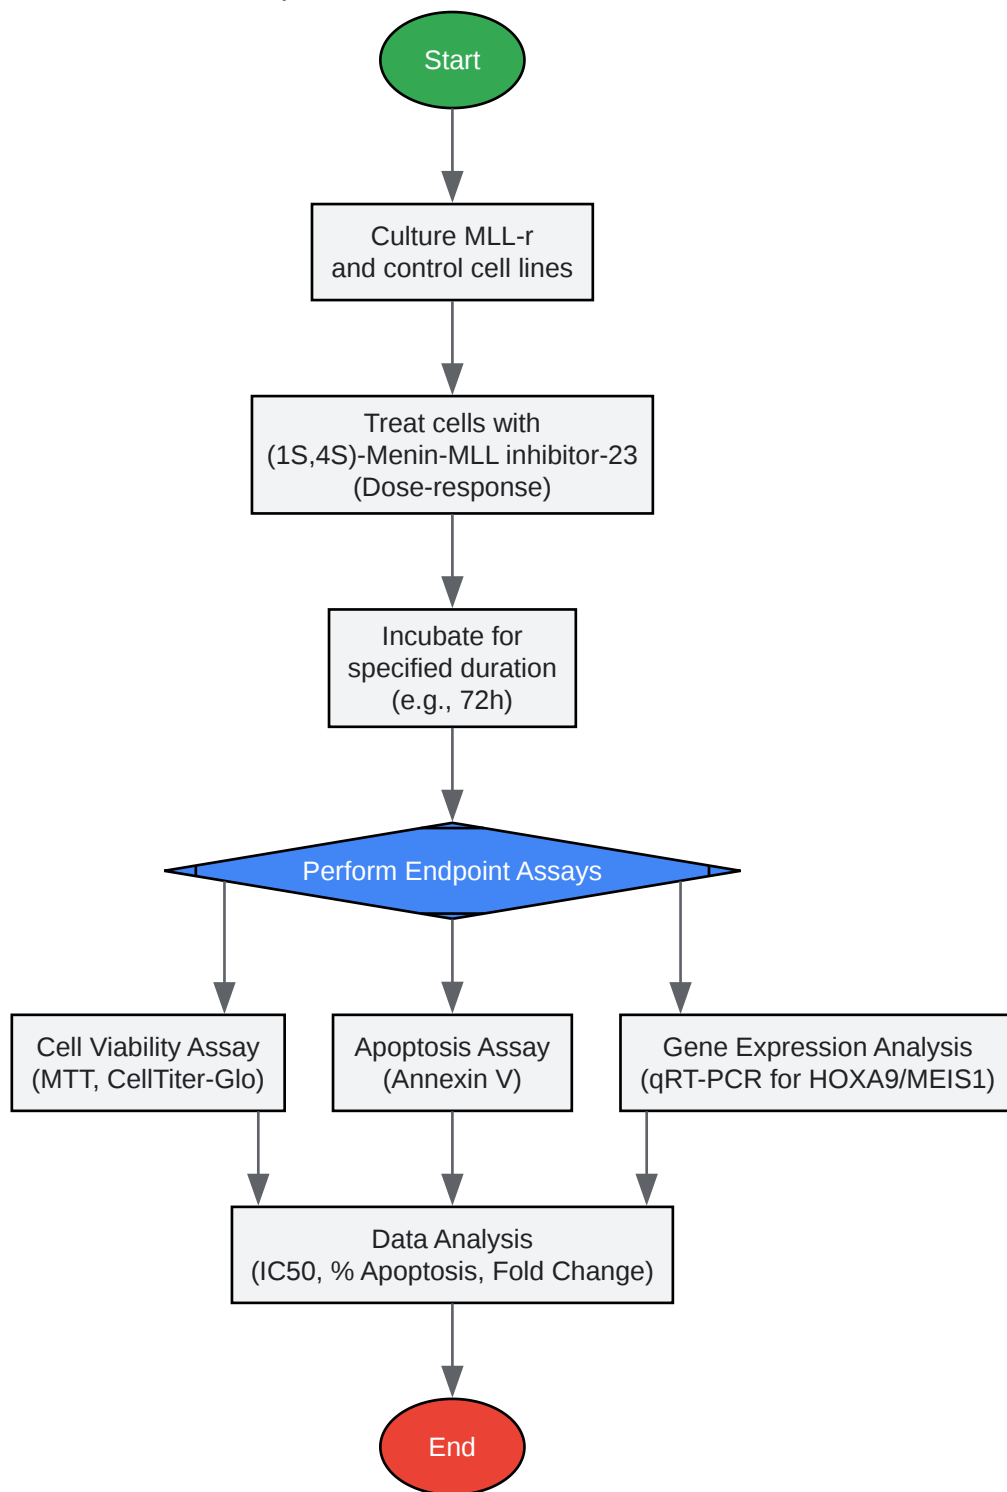 Start
Culture MLL-r
and control cell lines
Treat cells with
(1S,4S)-Menin-MLL inhibitor-23
(Dose-response)
Incubate for
specified duration
(e.g., 72h)
Perform Endpoint Assays
Cell Viability Assay
(MTT, CellTiter-Glo)
Apoptosis Assay
(Annexin V)
Gene Expression Analysis
(qRT-PCR for HOXA9/MEIS1)
Data Analysis
(IC50, % Apoptosis, Fold Change)
End